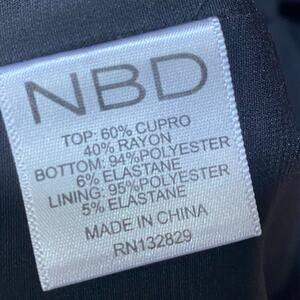 NBD
TOP: 60% CUPRO
40% RAYON
BOTTOM: 94%POLYESTER
6% ELASTANE
LINING: 95%POLYESTER
5% ELASTANE
MADE IN CHINA
RN132829